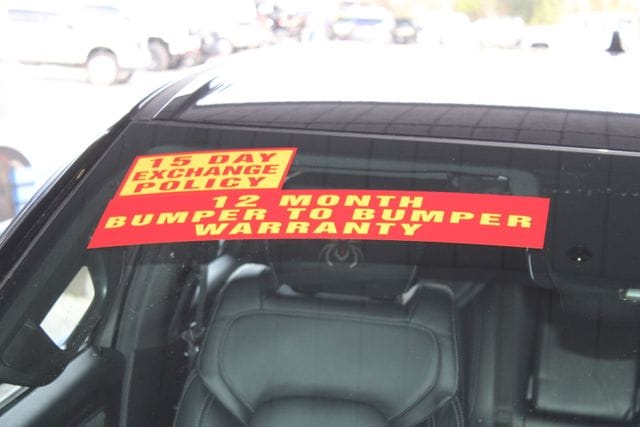 15 DAY
EXCHANGE
POLICY
12 MONTH
BUMPER TO BUMPER
WARRANTY